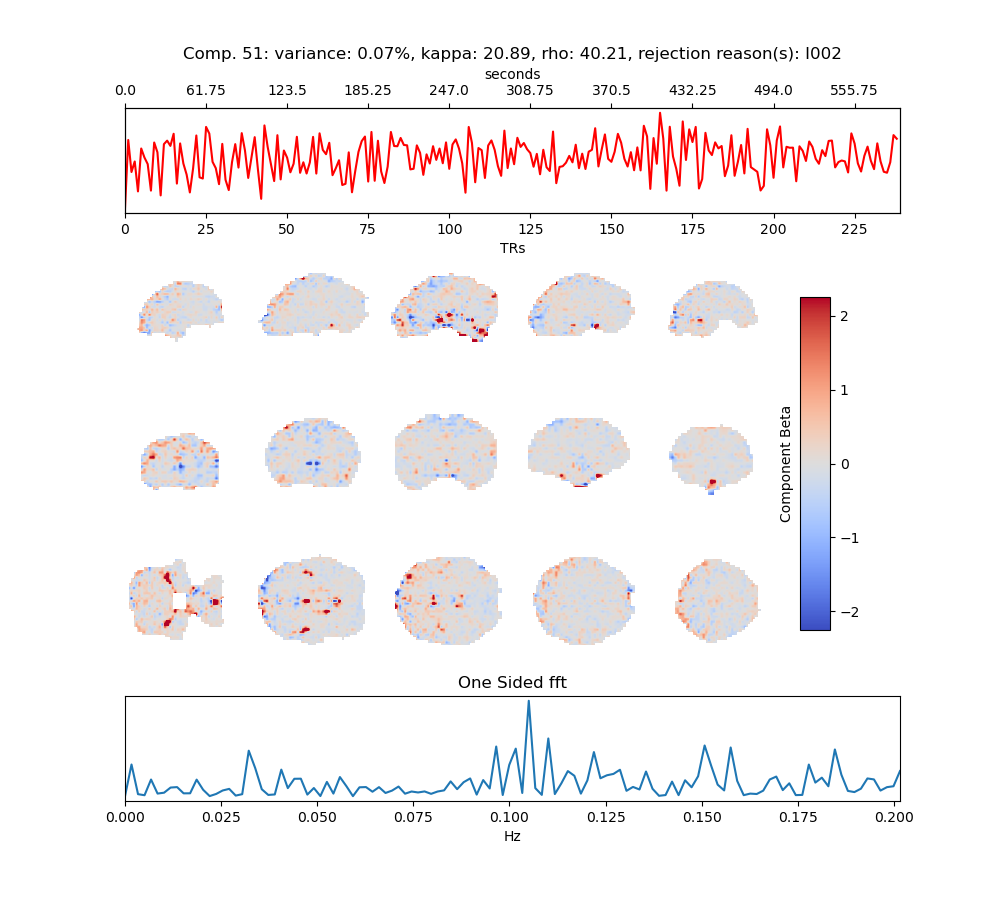 Comp. 51: variance: 0.07%, kappa: 20.89, rho: 40.21, rejection reason(s): I002
seconds
0.0 61.75 123.5 185.25 247.0 308.75 370.5 432.25 494.0 555.75
0 25 50 75 100 125 150 175 200 225
TRs
2
1
0
−1
−2
Component Beta
One Sided fft
0.000 0.025 0.050 0.075 0.100 0.125 0.150 0.175 0.200
Hz